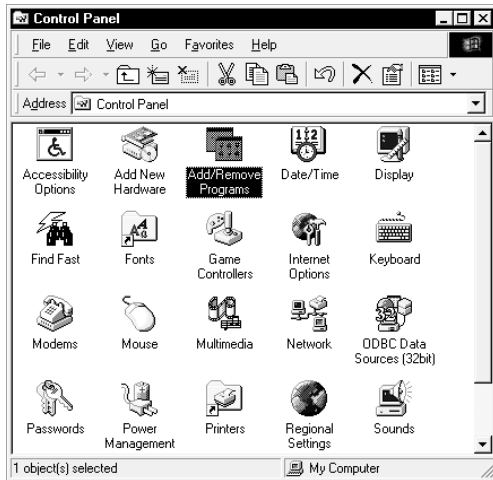 Control Panel
File Edit View Go Favorites Help
Address Control Panel
Accessibility Options
Add New Hardware
Add/Remove Programs
Date/Time
Display
Find Fast
Fonts
Game Controllers
Internet Options
Keyboard
Modems
Mouse
Multimedia
Network
ODBC Data Sources (32bit)
Passwords
Power Management
Printers
Regional Settings
Sounds
1 object(s) selected
My Computer